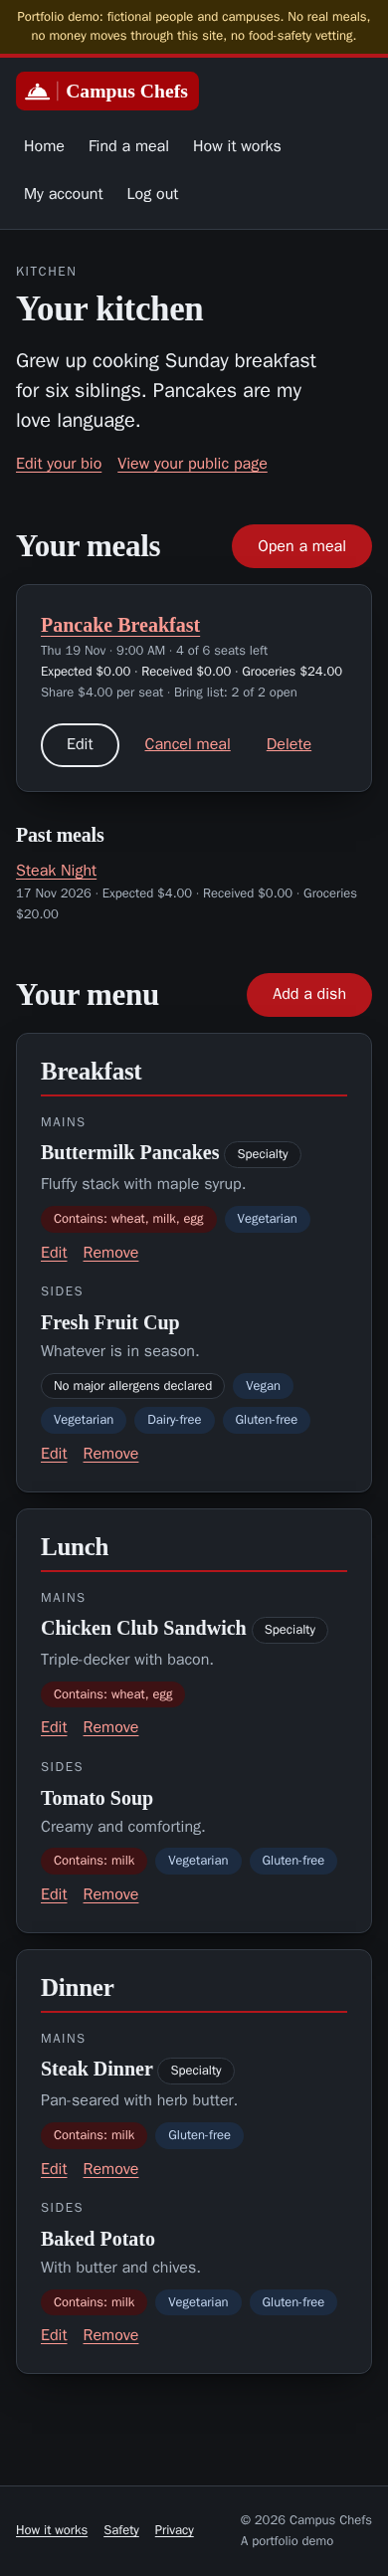 Portfolio demo: fictional people and campuses. No real meals,
no money moves through this site, no food-safety vetting.
Campus Chefs
Home Find a meal How it works
My account Log out
KITCHEN
Your kitchen
Grew up cooking Sunday breakfast
for six siblings. Pancakes are my
love language.
Edit your bio View your public page
Your meals Open a meal
Pancake Breakfast
Thu 19 Nov · 9:00 AM · 4 of 6 seats left
Expected $0.00 · Received $0.00 · Groceries $24.00
Share $4.00 per seat · Bring list: 2 of 2 open
Edit Cancel meal Delete
Past meals
Steak Night
17 Nov 2026 · Expected $4.00 · Received $0.00 · Groceries
$20.00
Your menu Add a dish
Breakfast
MAINS
Buttermilk Pancakes Specialty
Fluffy stack with maple syrup.
Contains: wheat, milk, egg Vegetarian
Edit Remove
SIDES
Fresh Fruit Cup
Whatever is in season.
No major allergens declared Vegan
Vegetarian Dairy-free Gluten-free
Edit Remove
Lunch
MAINS
Chicken Club Sandwich Specialty
Triple-decker with bacon.
Contains: wheat, egg
Edit Remove
SIDES
Tomato Soup
Creamy and comforting.
Contains: milk Vegetarian Gluten-free
Edit Remove
Dinner
MAINS
Steak Dinner Specialty
Pan-seared with herb butter.
Contains: milk Gluten-free
Edit Remove
SIDES
Baked Potato
With butter and chives.
Contains: milk Vegetarian Gluten-free
Edit Remove
How it works Safety Privacy
© 2026 Campus Chefs
A portfolio demo